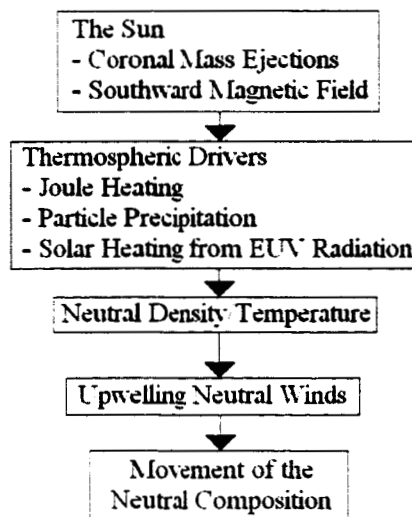 The Sun
- Coronal Mass Ejections
- Southward Magnetic Field
Thermospheric Drivers
- Joule Heating
- Particle Precipitation
- Solar Heating from EUV Radiation
Neutral Density Temperature
Upwelling Neutral Winds
Movement of the
Neutral Composition